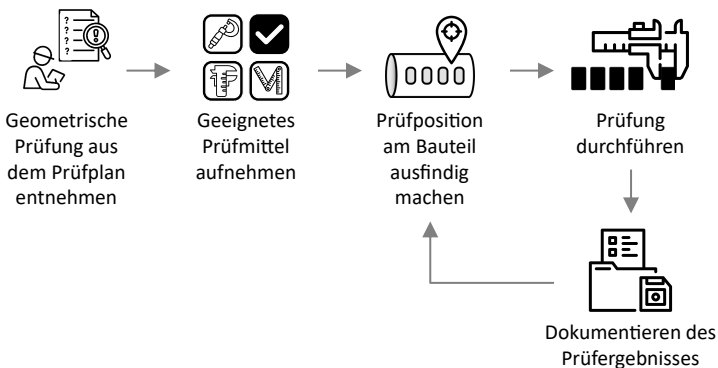 Geometrische
Prüfung aus
dem Prüfplan
entnehmen
Geeignetes
Prüfmittel
aufnehmen
Prüfposition
am Bauteil
ausfindig
machen
Prüfung
durchführen
Dokumentieren des
Prüfergebnisses